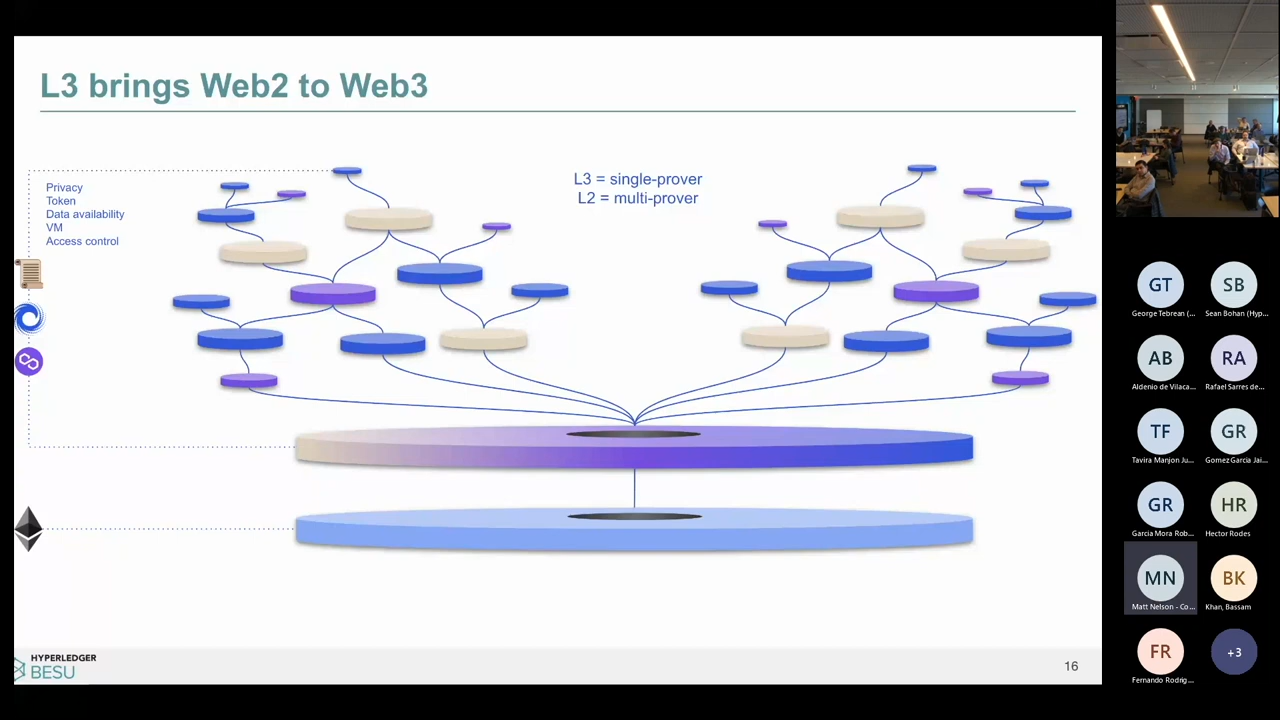 L3 brings Web2 to Web3
L3 = single-prover
L2 = multi-prover
Privacy
Token
Data availability
VM
Access control
HYPERLEDGER
BESU
16
GT
George Tebrean (...
SB
Sean Bohan (Hyp...
AB
Aldenio de Vilaca...
RA
Rafael Sarres de...
TF
Tavira Manjon Ju...
GR
Gomez Garcia Jai...
GR
Garcia Mora Rob...
HR
Hector Rodes
MN
Matt Nelson - Co...
BK
Khan, Bassam
FR
Fernando Rodrig...
+3